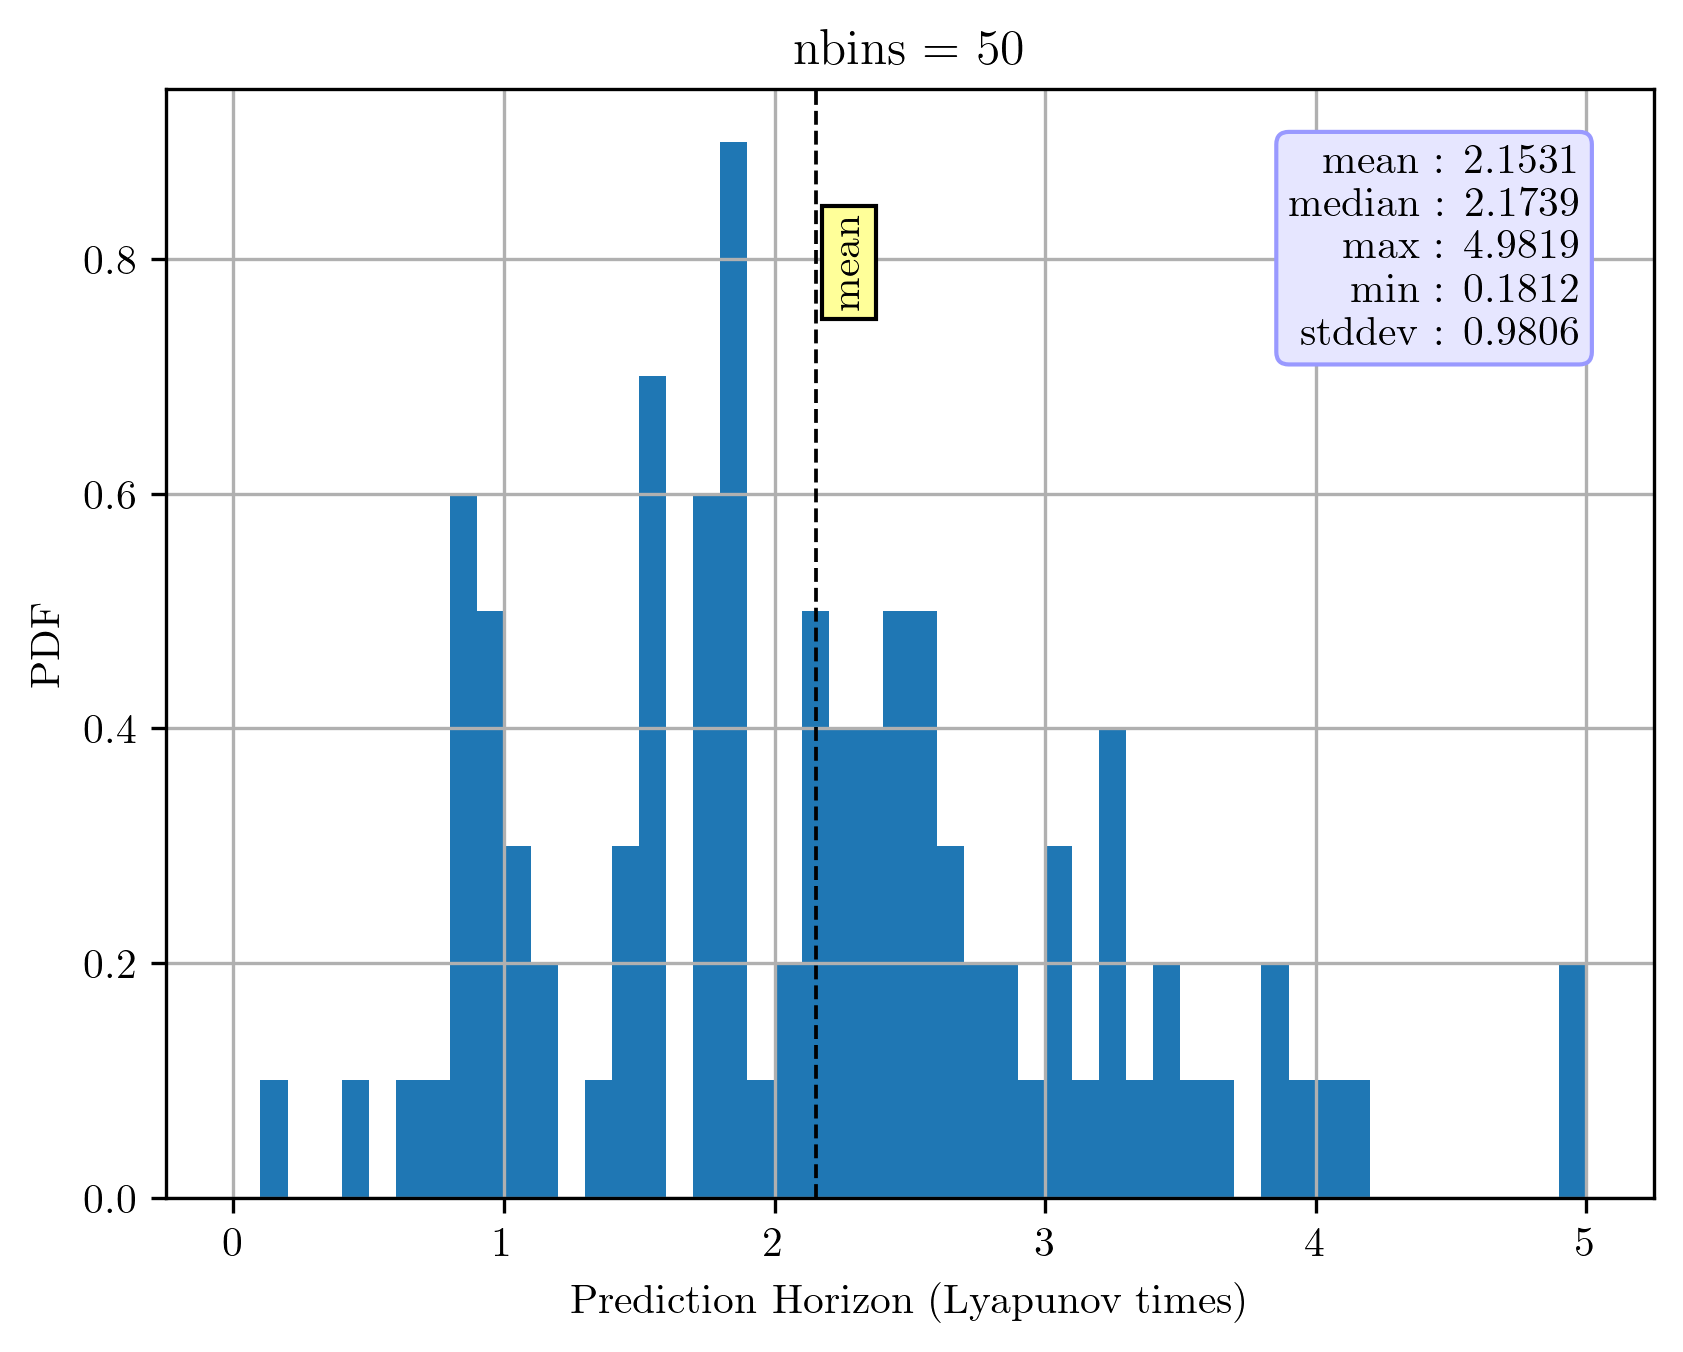 nbins = 50
mean : 2.1531
median : 2.1739
max : 4.9819
min : 0.1812
stddev : 0.9806
mean
PDF
0.8
0.6
0.4
0.2
0.0
0 1 2 3 4 5
Prediction Horizon (Lyapunov times)